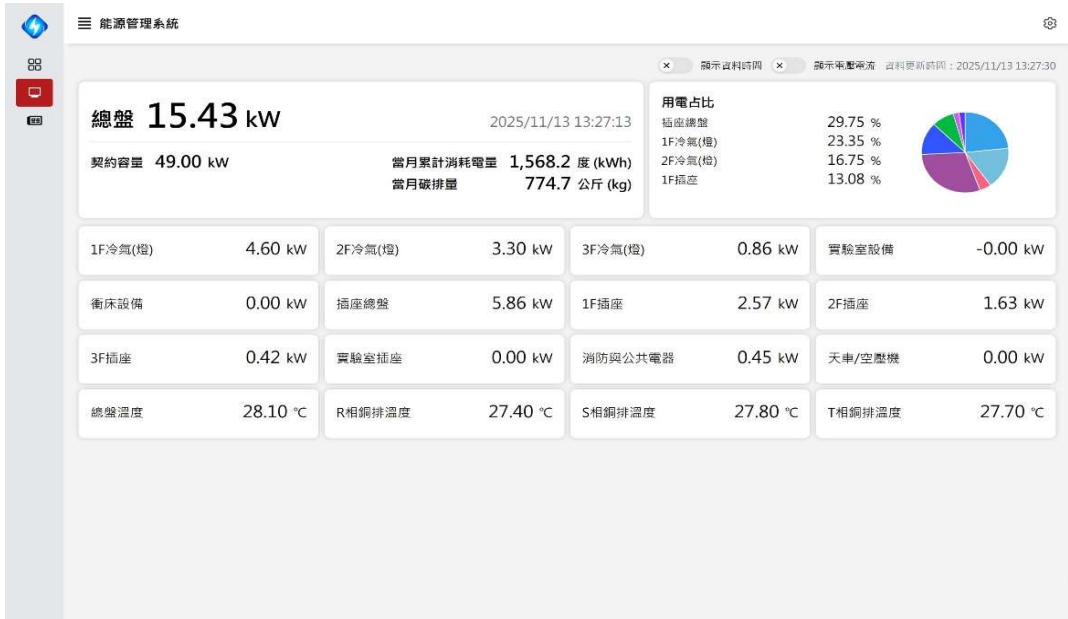 能源管理系統
顯示資料時間 顯示電壓電流 資料更新時間：2025/11/13 13:27:30
總盤 15.43 kW 2025/11/13 13:27:13
契約容量 49.00 kW 當月累計消耗電量 1,568.2 度 (kWh)
當月碳排量 774.7 公斤 (kg)
用電占比
插座總盤 29.75 %
1F冷氣(燈) 23.35 %
2F冷氣(燈) 16.75 %
1F插座 13.08 %
1F冷氣(燈) 4.60 kW 2F冷氣(燈) 3.30 kW 3F冷氣(燈) 0.86 kW 實驗室設備 -0.00 kW
衝床設備 0.00 kW 插座總盤 5.86 kW 1F插座 2.57 kW 2F插座 1.63 kW
3F插座 0.42 kW 實驗室插座 0.00 kW 消防與公共電器 0.45 kW 天車/空壓機 0.00 kW
總盤溫度 28.10 ℃ R相銅排溫度 27.40 ℃ S相銅排溫度 27.80 ℃ T相銅排溫度 27.70 ℃